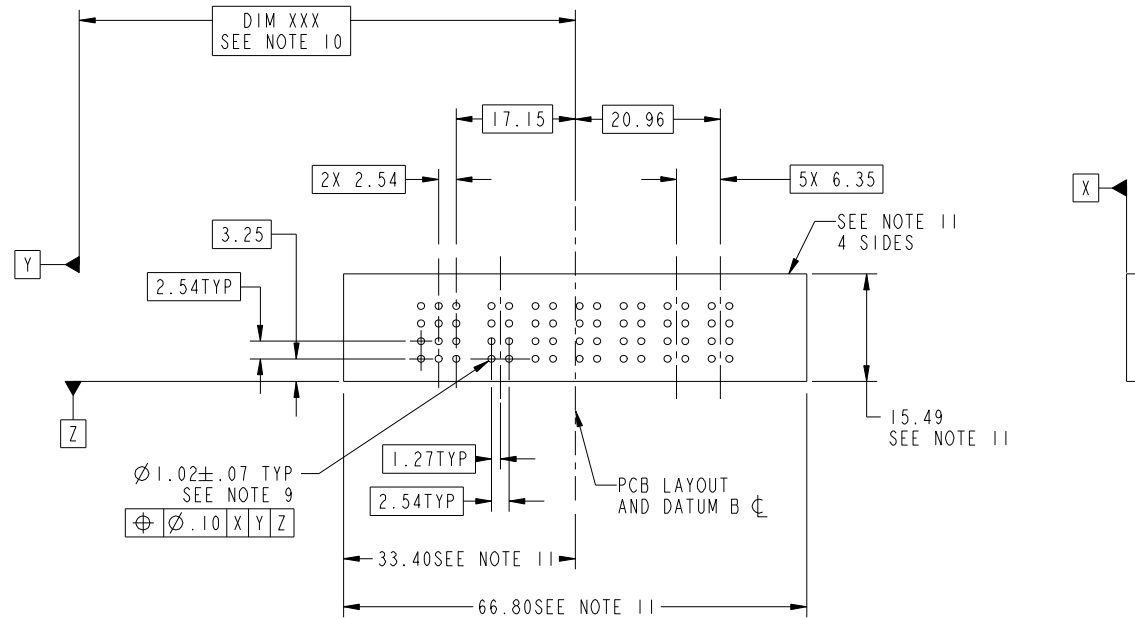 DIM XXX
SEE NOTE 10
17.15
20.96
2X 2.54
5X 6.35
X
3.25
SEE NOTE 11
4 SIDES
Y
2.54TYP
Z
15.49
SEE NOTE 11
Ø1.02±.07 TYP
SEE NOTE 9
⌖ Ø.10 X Y Z
1.27TYP
2.54TYP
PCB LAYOUT
AND DATUM B ℄
33.40SEE NOTE 11
66.80SEE NOTE 11